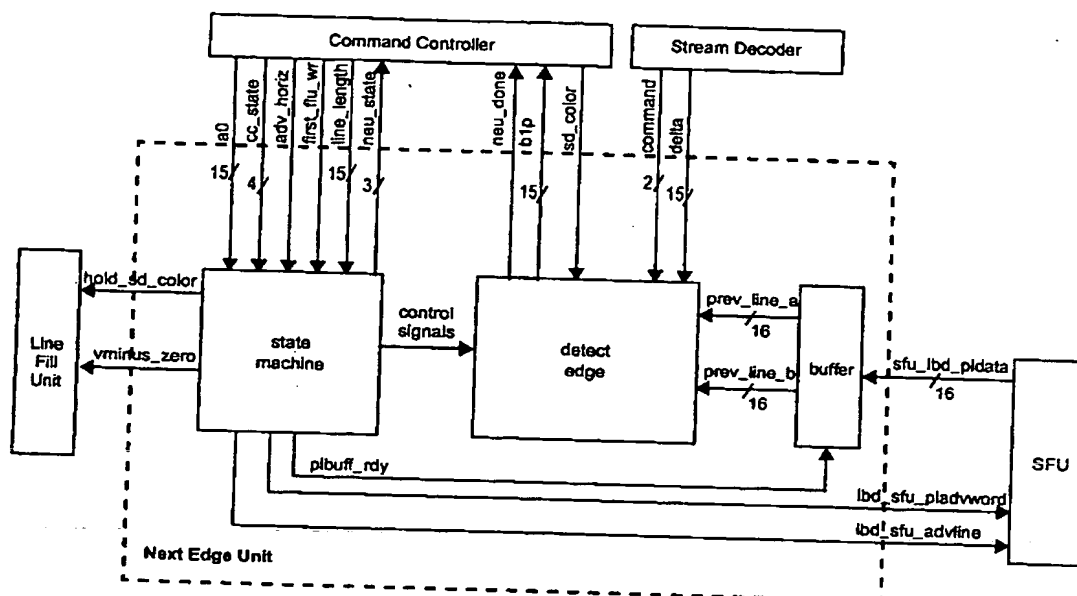 Command Controller
Stream Decoder
a0
cc_state
adv_horiz
first_flu_wr
line_length
neu_state
neu_done
b1p
sd_color
command
delta
15
4
15
3
15
2
15
Line
Fill
Unit
hold_sd_color
vminus_zero
state
machine
control
signals
detect
edge
prev_line_a
16
prev_line_b
16
buffer
sfu_lbd_pldata
16
SFU
plbuff_rdy
lbd_sfu_pladvword
lbd_sfu_advline
Next Edge Unit